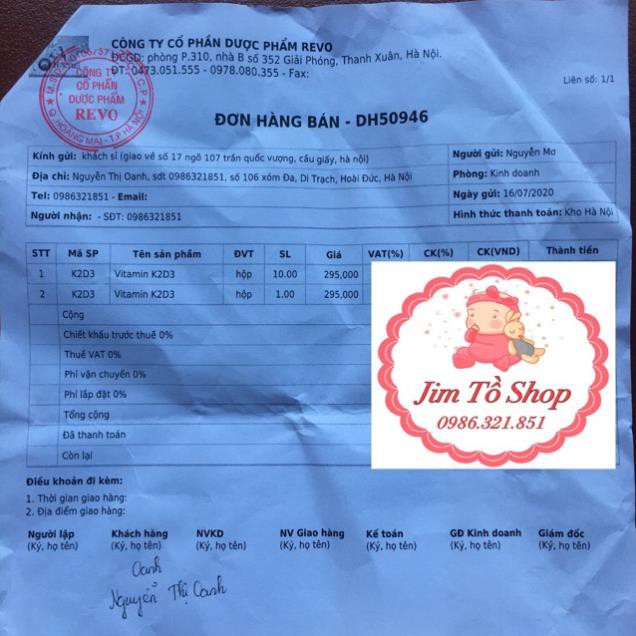 CÔNG TY CỔ PHẦN DƯỢC PHẨM REVO
ĐCGD: phòng P.310, nhà B số 352 Giải Phóng, Thanh Xuân, Hà Nội.
ĐT: 0473.051.555 - 0978.080.355 - Fax:
Liên số: 1/1
CÔNG TY
CỔ PHẦN
DƯỢC PHẨM
REVO
Q. HOÀNG MAI - T.P HÀ NỘI
ĐƠN HÀNG BÁN - DH50946
Kính gửi: khách sỉ (giao về số 17 ngõ 107 trần quốc vượng, cầu giấy, hà nội)
Địa chỉ: Nguyễn Thị Oanh, sdt 0986321851, số 106 xóm Đa, Di Trạch, Hoài Đức, Hà Nội
Tel: 0986321851 - Email:
Người nhận: - SĐT: 0986321851
Người gửi: Nguyễn Mơ
Phòng: Kinh doanh
Ngày gửi: 16/07/2020
Hình thức thanh toán: Kho Hà Nội
STT Mã SP Tên sản phẩm ĐVT SL Giá VAT(%) CK(%) CK(VND) Thành tiền
1 K2D3 Vitamin K2D3 hộp 10.00 295,000
2 K2D3 Vitamin K2D3 hộp 1.00 295,000
Cộng
Chiết khấu trước thuế 0%
Thuế VAT 0%
Phí vận chuyển 0%
Phí lắp đặt 0%
Tổng cộng
Đã thanh toán
Còn lại
Jim Tồ Shop
0986.321.851
Điều khoản đi kèm:
1. Thời gian giao hàng:
2. Địa điểm giao hàng:
Người lập Khách hàng NVKD NV Giao hàng Kế toán GĐ Kinh doanh Giám đốc
(Ký, họ tên) (Ký, họ tên) (Ký, họ tên) (Ký, họ tên) (Ký, họ tên) (Ký, họ tên) (Ký, họ tên)
Oanh
Nguyễn Thị Oanh